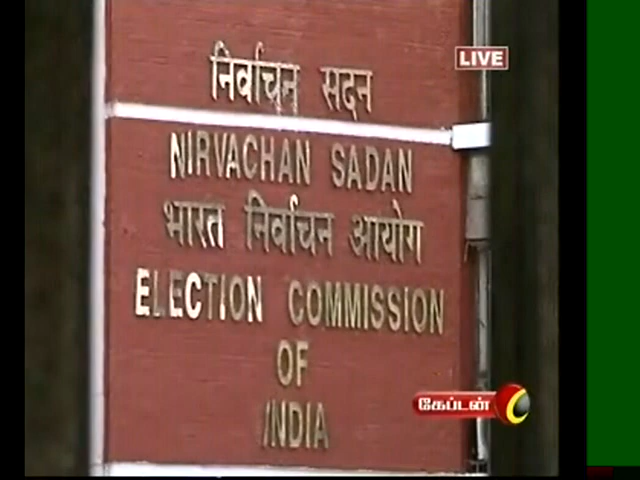 LIVE
निर्वाचन सदन
NIRVACHAN SADAN
भारत निर्वाचन आयोग
ELECTION COMMISSION
OF
INDIA
கேப்டன்